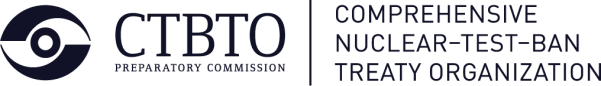 CTBTO
PREPARATORY COMMISSION
COMPREHENSIVE
NUCLEAR-TEST-BAN
TREATY ORGANIZATION